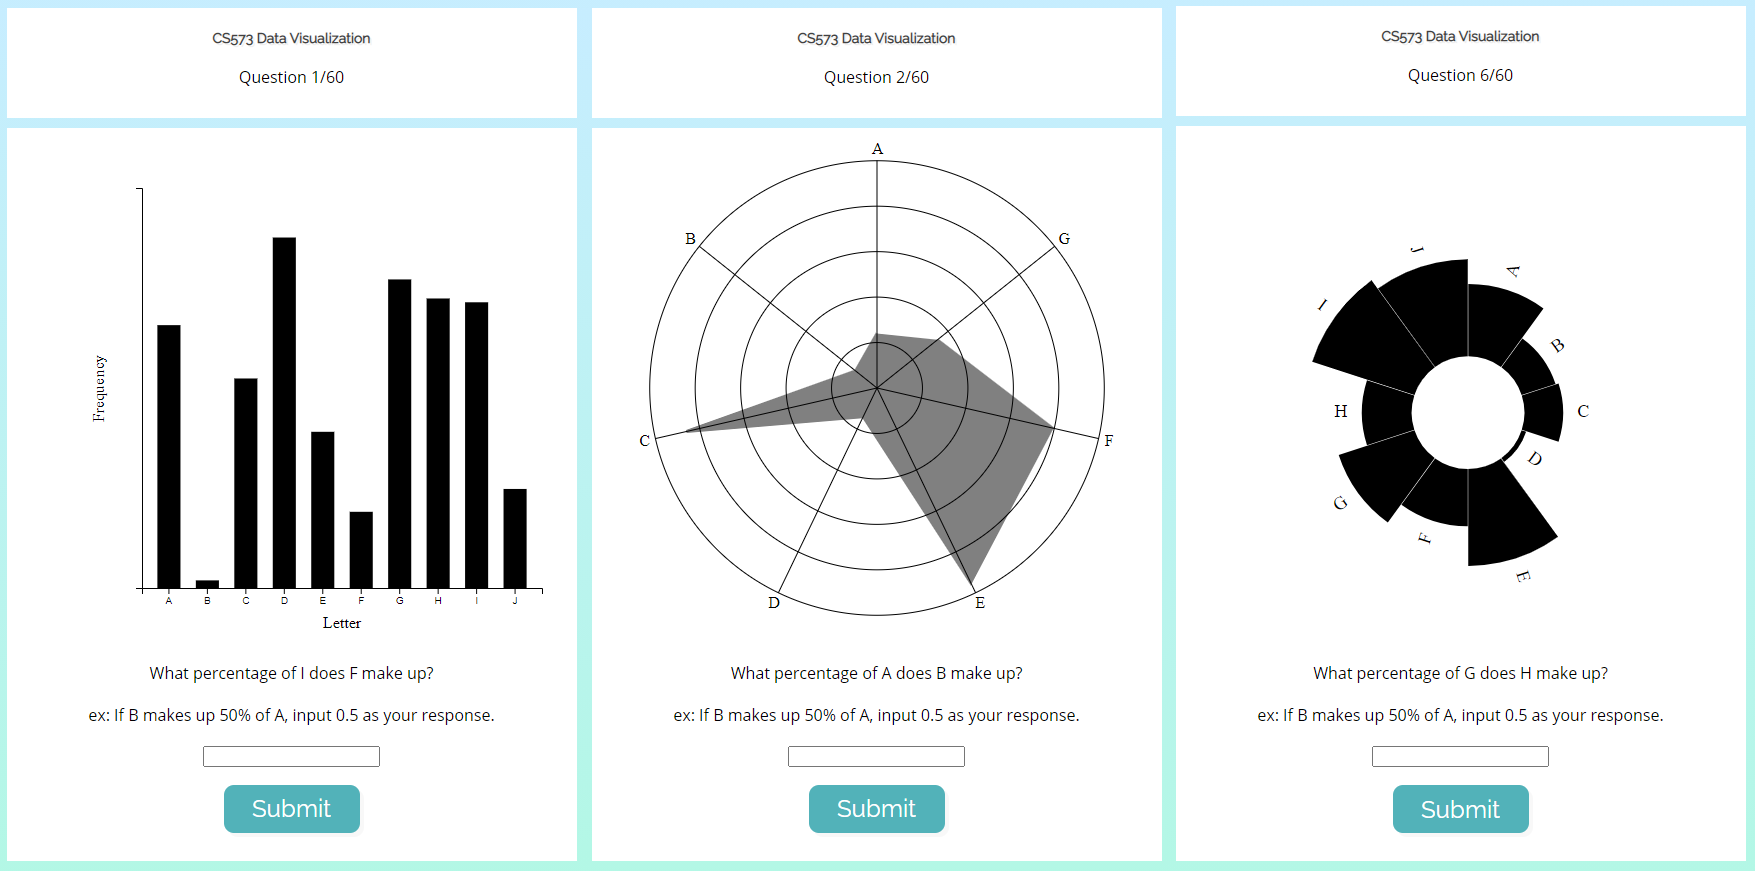 CS573 Data Visualization
Question 1/60
Frequency
A B C D E F G H I J
Letter
What percentage of I does F make up?
ex: If B makes up 50% of A, input 0.5 as your response.
Submit
CS573 Data Visualization
Question 2/60
A
B
G
C
F
D
E
What percentage of A does B make up?
ex: If B makes up 50% of A, input 0.5 as your response.
Submit
CS573 Data Visualization
Question 6/60
J
A
I
B
H
C
D
G
F
E
What percentage of G does H make up?
ex: If B makes up 50% of A, input 0.5 as your response.
Submit